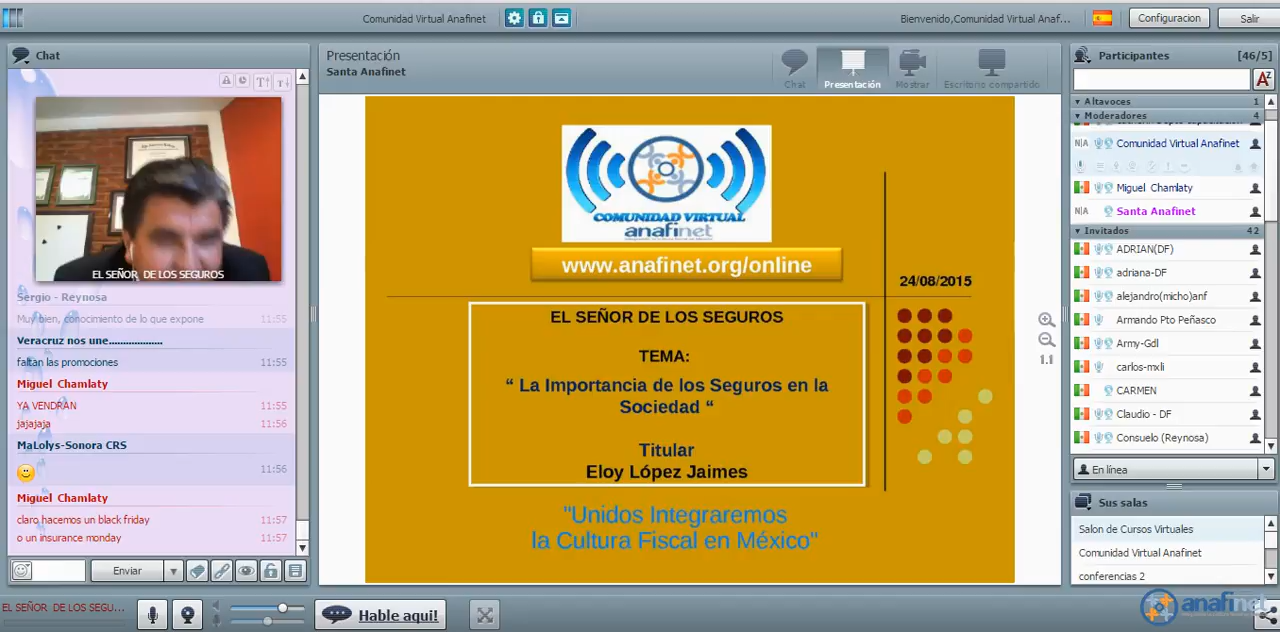 Comunidad Virtual Anafinet
Bienvenido,Comunidad Virtual Anaf...
Configuracion
Salir
Chat
EL SEÑOR DE LOS SEGUROS
Sergio - Reynosa
Muy bien, conocimiento de lo que expone 11:55
Veracruz nos une..................
faltan las promociones 11:55
Miguel Chamlaty
YA VENDRAN 11:55
jajajaja 11:56
MaLolys-Sonora CRS
11:56
Miguel Chamlaty
claro hacemos un black friday 11:57
o un insurance monday 11:57
Enviar
EL SEÑOR DE LOS SEGU...
Hable aqui!
Presentación
Santa Anafinet
Chat
Presentación
Mostrar
Escritorio compartido
COMUNIDAD VIRTUAL
anafinet
www.anafinet.org/online
24/08/2015
EL SEÑOR DE LOS SEGUROS
TEMA:
“ La Importancia de los Seguros en la
Sociedad “
Titular
Eloy López Jaimes
"Unidos Integraremos
la Cultura Fiscal en México"
1:1
Participantes [46/5]
AZ
Altavoces 1
Moderadores 4
N/A Comunidad Virtual Anafinet
Miguel Chamlaty
N/A Santa Anafinet
Invitados 42
ADRIAN(DF)
adriana-DF
alejandro(micho)anf
Armando Pto Peñasco
Army-Gdl
carlos-mxli
CARMEN
Claudio - DF
Consuelo (Reynosa)
En línea
Sus salas
Salon de Cursos Virtuales
Comunidad Virtual Anafinet
conferencias 2
anafinet